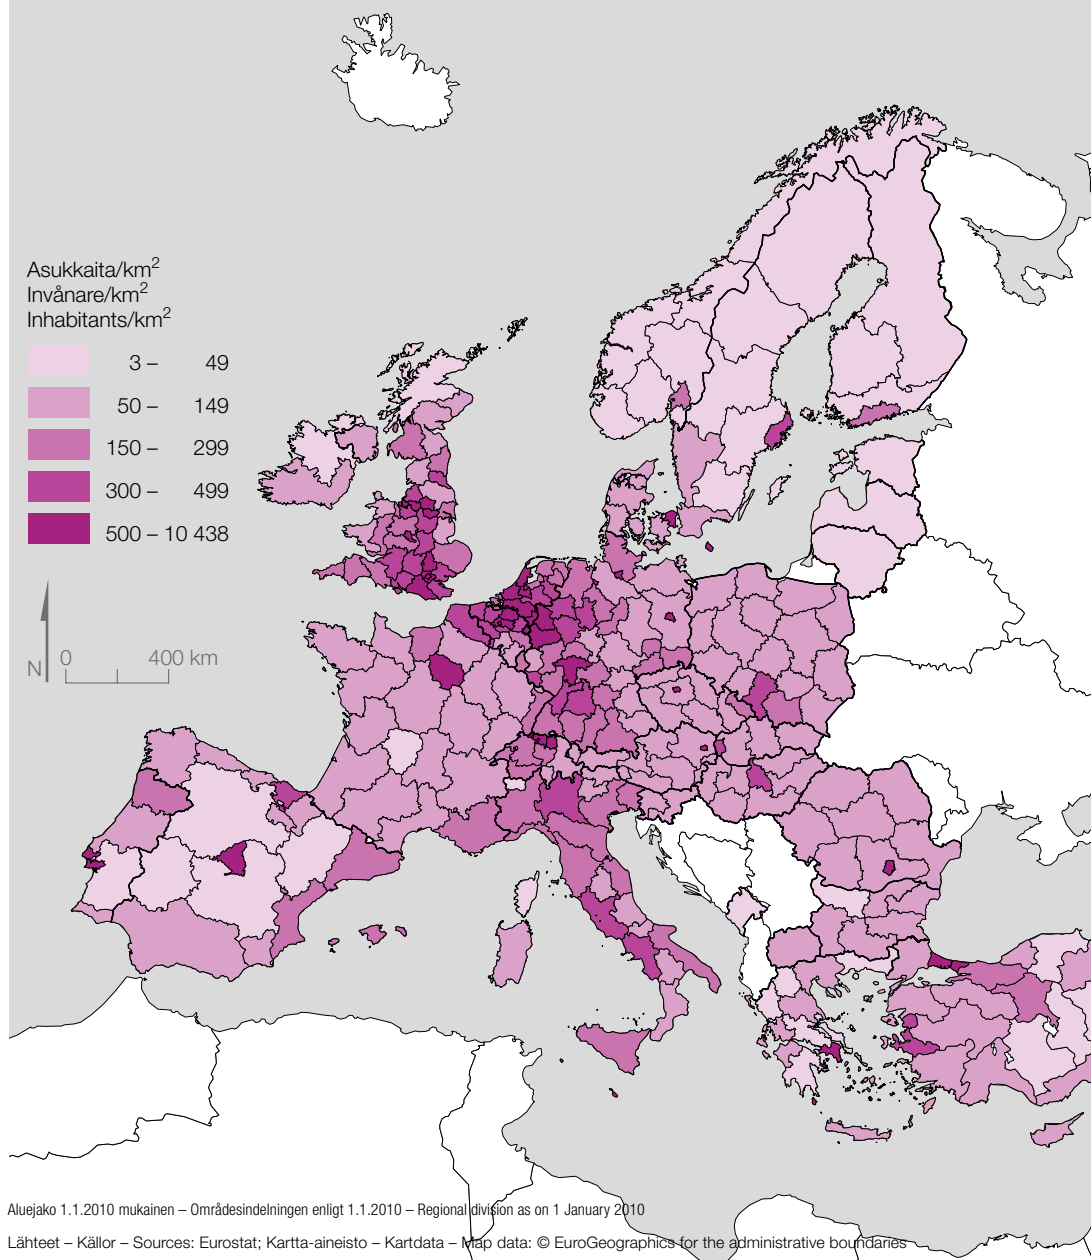 Asukkaita/km²
Invånare/km²
Inhabitants/km²
3 – 49
50 – 149
150 – 299
300 – 499
500 – 10 438
N 0 400 km
Aluejako 1.1.2010 mukainen – Områdesindelningen enligt 1.1.2010 – Regional division as on 1 January 2010
Lähteet – Källor – Sources: Eurostat; Kartta-aineisto – Kartdata – Map data: © EuroGeographics for the administrative boundaries